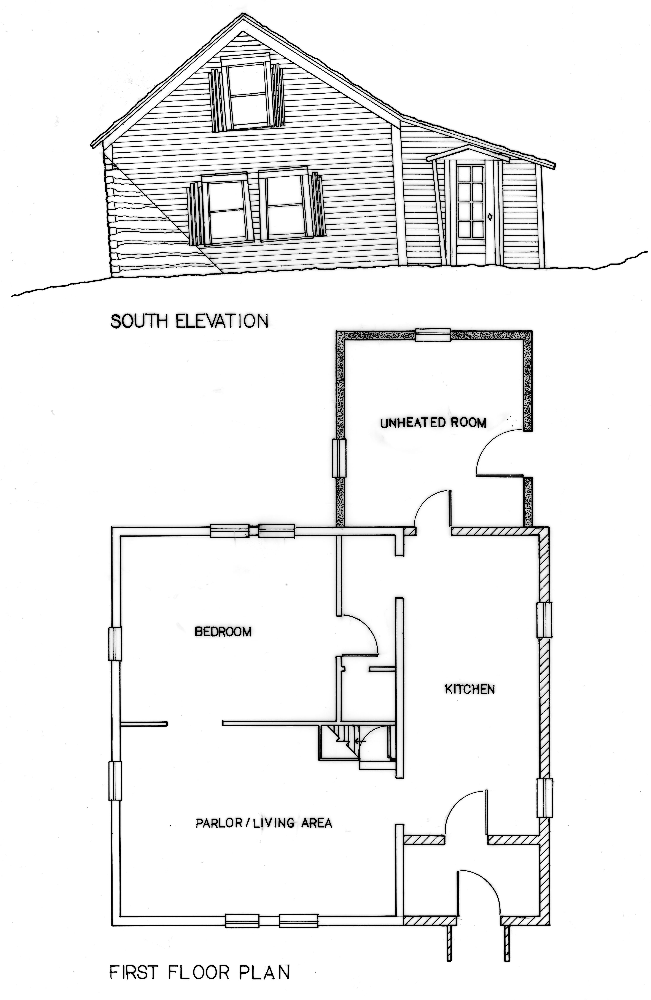 SOUTH ELEVATION
UNHEATED ROOM
BEDROOM
KITCHEN
PARLOR/LIVING AREA
FIRST FLOOR PLAN